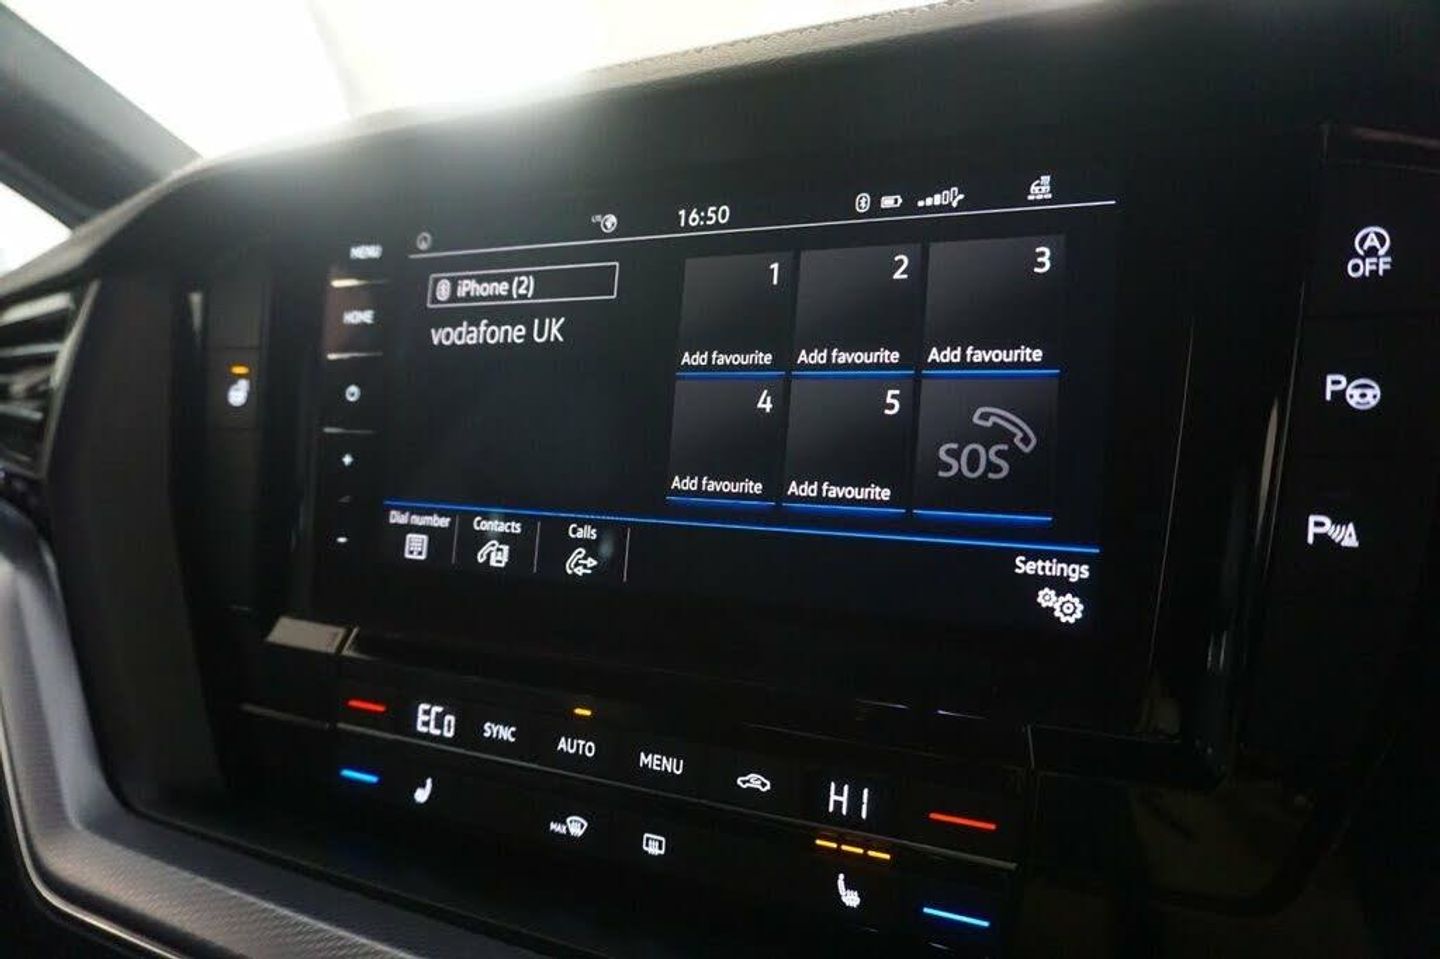 LTE
16:50
MENU
HOME
iPhone (2)
vodafone UK
1
2
3
Add favourite
Add favourite
Add favourite
4
5
SOS
Add favourite
Add favourite
Dial number
Contacts
Calls
Settings
A
OFF
P
P
ECO
SYNC
AUTO
MENU
HI
MAX